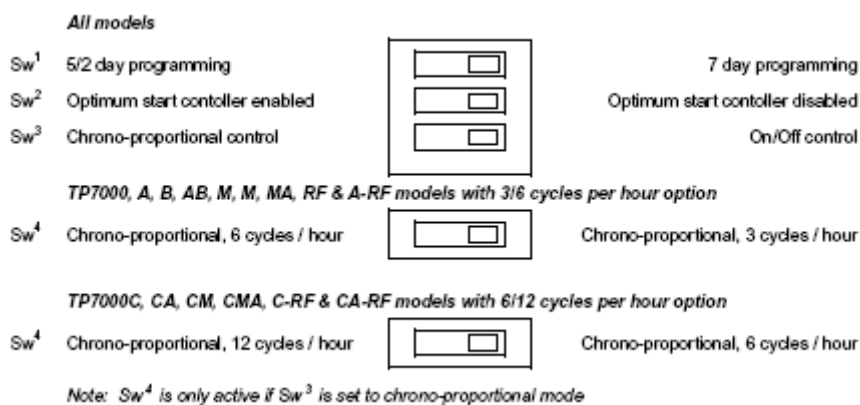 All models
Sw1 5/2 day programming 7 day programming
Sw2 Optimum start contoller enabled Optimum start contoller disabled
Sw3 Chrono-proportional control On/Off control
TP7000, A, B, AB, M, M, MA, RF & A-RF models with 3/6 cycles per hour option
Sw4 Chrono-proportional, 6 cycles / hour Chrono-proportional, 3 cycles / hour
TP7000C, CA, CM, CMA, C-RF & CA-RF models with 6/12 cycles per hour option
Sw4 Chrono-proportional, 12 cycles / hour Chrono-proportional, 6 cycles / hour
Note: Sw4 is only active if Sw3 is set to chrono-proportional mode